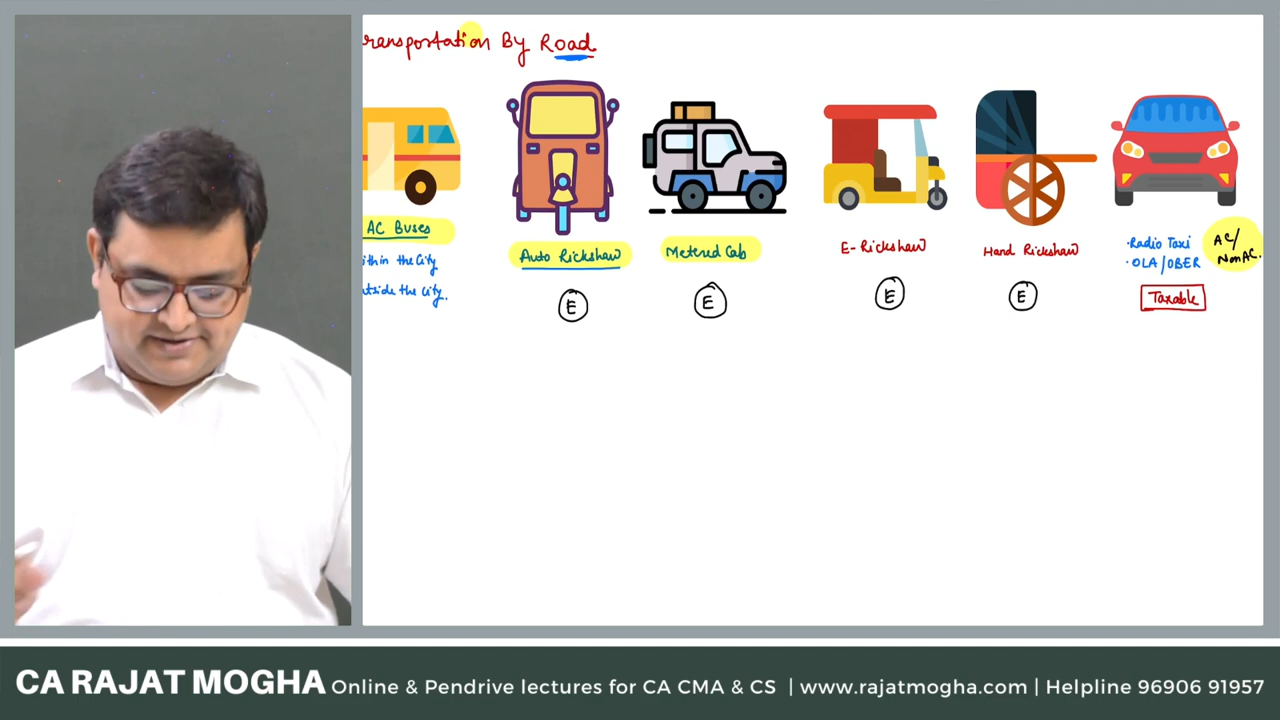 ransportation By Road
AC Buses
ithin the City
utside the City.
Auto Rickshaw
E
Metered Cab
E
E-Rickshaw
E
Hand Rickshaw
E
·Radio Taxi
·OLA/OBER
AC/
NonAC.
Taxable
CA RAJAT MOGHA Online & Pendrive lectures for CA CMA & CS | www.rajatmogha.com | Helpline 96906 91957